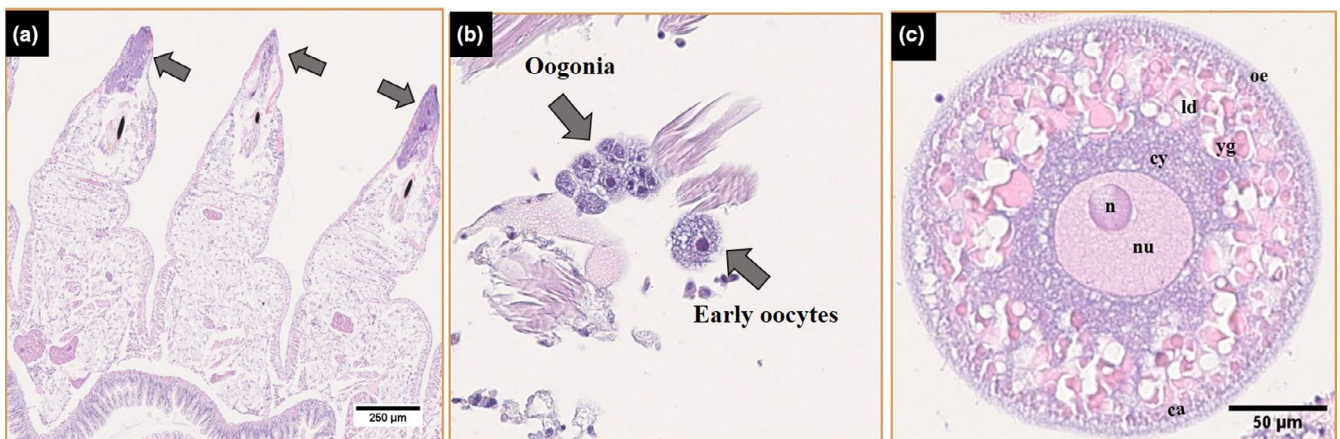 (a)
250 µm
(b)
Oogonia
Early oocytes
(c)
oe
ld
yg
cy
n
nu
ca
50 µm